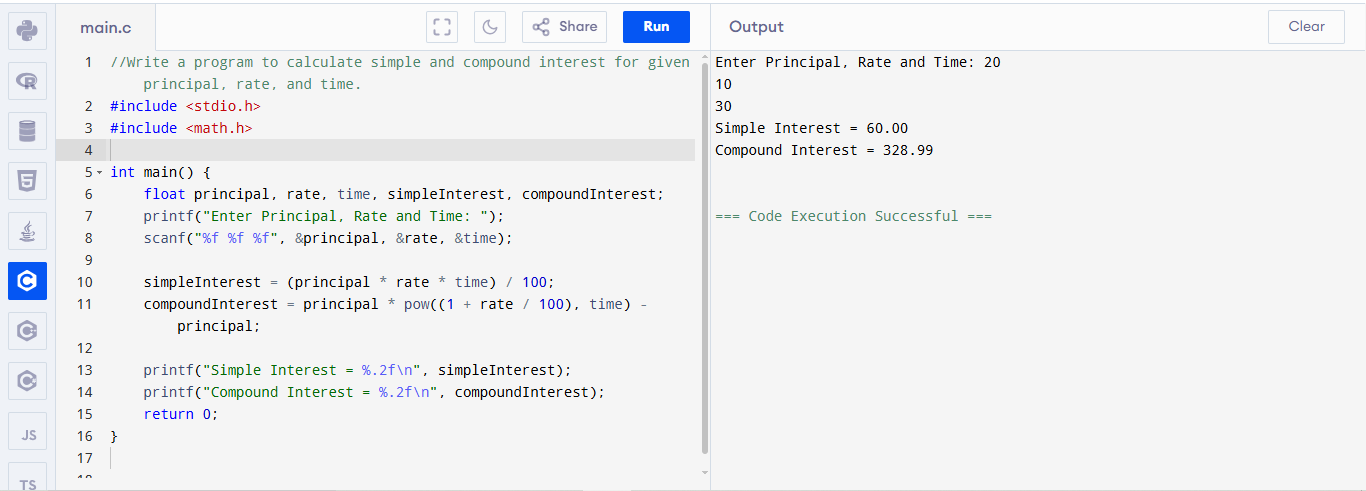 main.c
Share
Run
Output
Clear
1 //Write a program to calculate simple and compound interest for given
principal, rate, and time.
2 #include <stdio.h>
3 #include <math.h>
4
5 int main() {
6 float principal, rate, time, simpleInterest, compoundInterest;
7 printf("Enter Principal, Rate and Time: ");
8 scanf("%f %f %f", &principal, &rate, &time);
9
10 simpleInterest = (principal * rate * time) / 100;
11 compoundInterest = principal * pow((1 + rate / 100), time) -
principal;
12
13 printf("Simple Interest = %.2f\n", simpleInterest);
14 printf("Compound Interest = %.2f\n", compoundInterest);
15 return 0;
16 }
17
Enter Principal, Rate and Time: 20
10
30
Simple Interest = 60.00
Compound Interest = 328.99
=== Code Execution Successful ===
R
5
C
C
C
JS
TS